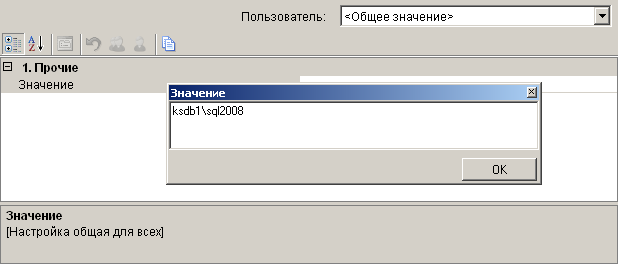 Пользователь: <Общее значение>
1. Прочие
Значение
Значение
ksdb1\sql2008
OK
Значение
[Настройка общая для всех]